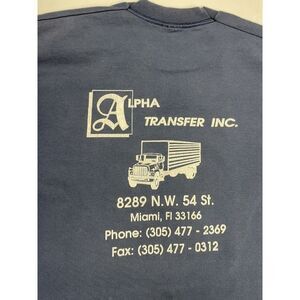 ALPHA
TRANSFER INC.
8289 N.W. 54 St.
Miami, Fl 33166
Phone: (305) 477 - 2369
Fax: (305) 477 - 0312